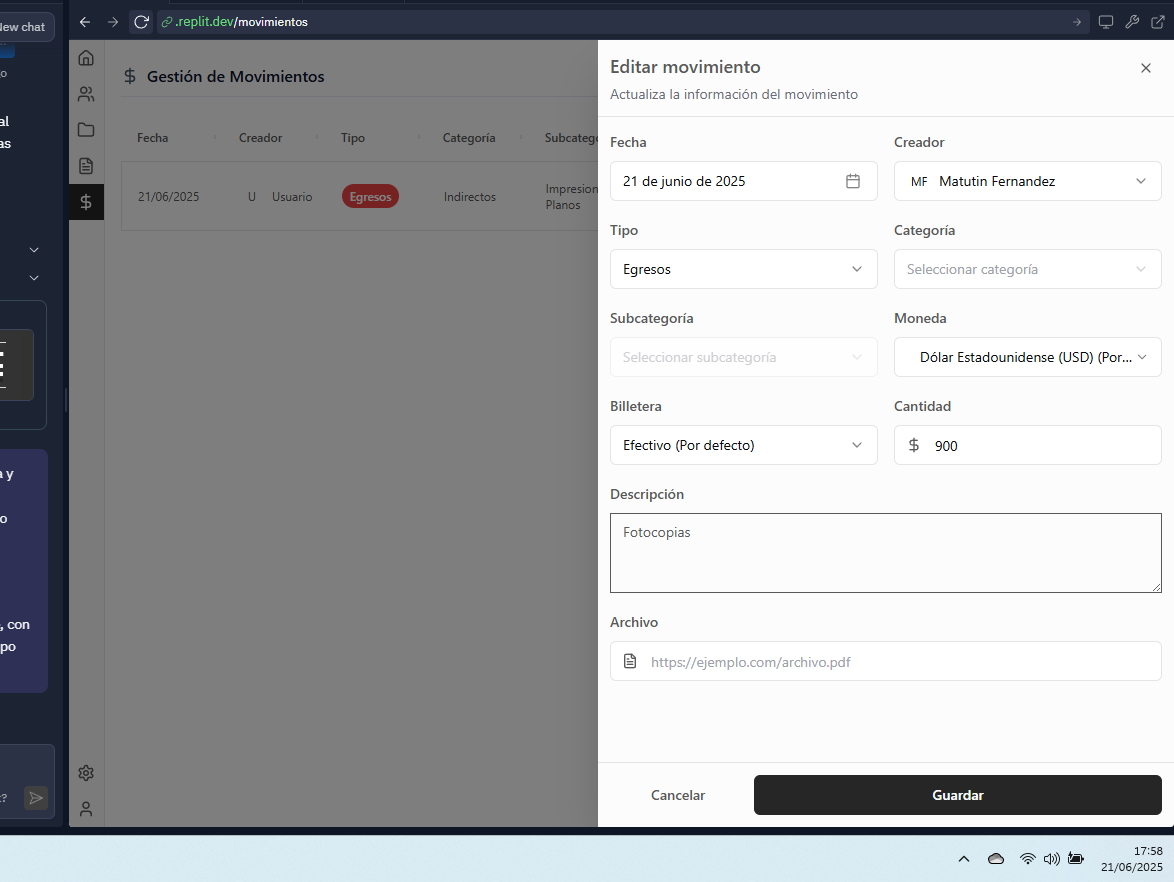 New chat
.replit.dev/movimientos
o
al
as
a y
o
, con
po
?
Gestión de Movimientos
Fecha
Creador
Tipo
Categoría
Subcatego
21/06/2025
U Usuario
Egresos
Indirectos
Impresion
Planos
Editar movimiento
Actualiza la información del movimiento
Fecha
Creador
21 de junio de 2025
MF Matutin Fernandez
Tipo
Categoría
Egresos
Seleccionar categoría
Subcategoría
Moneda
Seleccionar subcategoría
Dólar Estadounidense (USD) (Por...
Billetera
Cantidad
Efectivo (Por defecto)
$ 900
Descripción
Fotocopias
Archivo
https://ejemplo.com/archivo.pdf
Cancelar
Guardar
17:58
21/06/2025